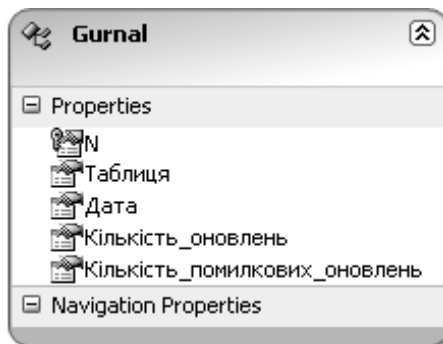 Gurnal
Properties
N
Таблиця
Дата
Кількість_оновлень
Кількість_помилкових_оновлень
Navigation Properties